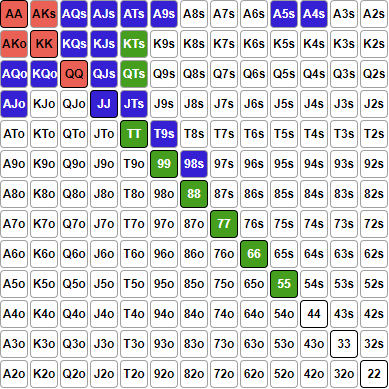 AA AKs AQs AJs ATs A9s A8s A7s A6s A5s A4s A3s A2s
AKo KK KQs KJs KTs K9s K8s K7s K6s K5s K4s K3s K2s
AQo KQo QQ QJs QTs Q9s Q8s Q7s Q6s Q5s Q4s Q3s Q2s
AJo KJo QJo JJ JTs J9s J8s J7s J6s J5s J4s J3s J2s
ATo KTo QTo JTo TT T9s T8s T7s T6s T5s T4s T3s T2s
A9o K9o Q9o J9o T9o 99 98s 97s 96s 95s 94s 93s 92s
A8o K8o Q8o J8o T8o 98o 88 87s 86s 85s 84s 83s 82s
A7o K7o Q7o J7o T7o 97o 87o 77 76s 75s 74s 73s 72s
A6o K6o Q6o J6o T6o 96o 86o 76o 66 65s 64s 63s 62s
A5o K5o Q5o J5o T5o 95o 85o 75o 65o 55 54s 53s 52s
A4o K4o Q4o J4o T4o 94o 84o 74o 64o 54o 44 43s 42s
A3o K3o Q3o J3o T3o 93o 83o 73o 63o 53o 43o 33 32s
A2o K2o Q2o J2o T2o 92o 82o 72o 62o 52o 42o 32o 22